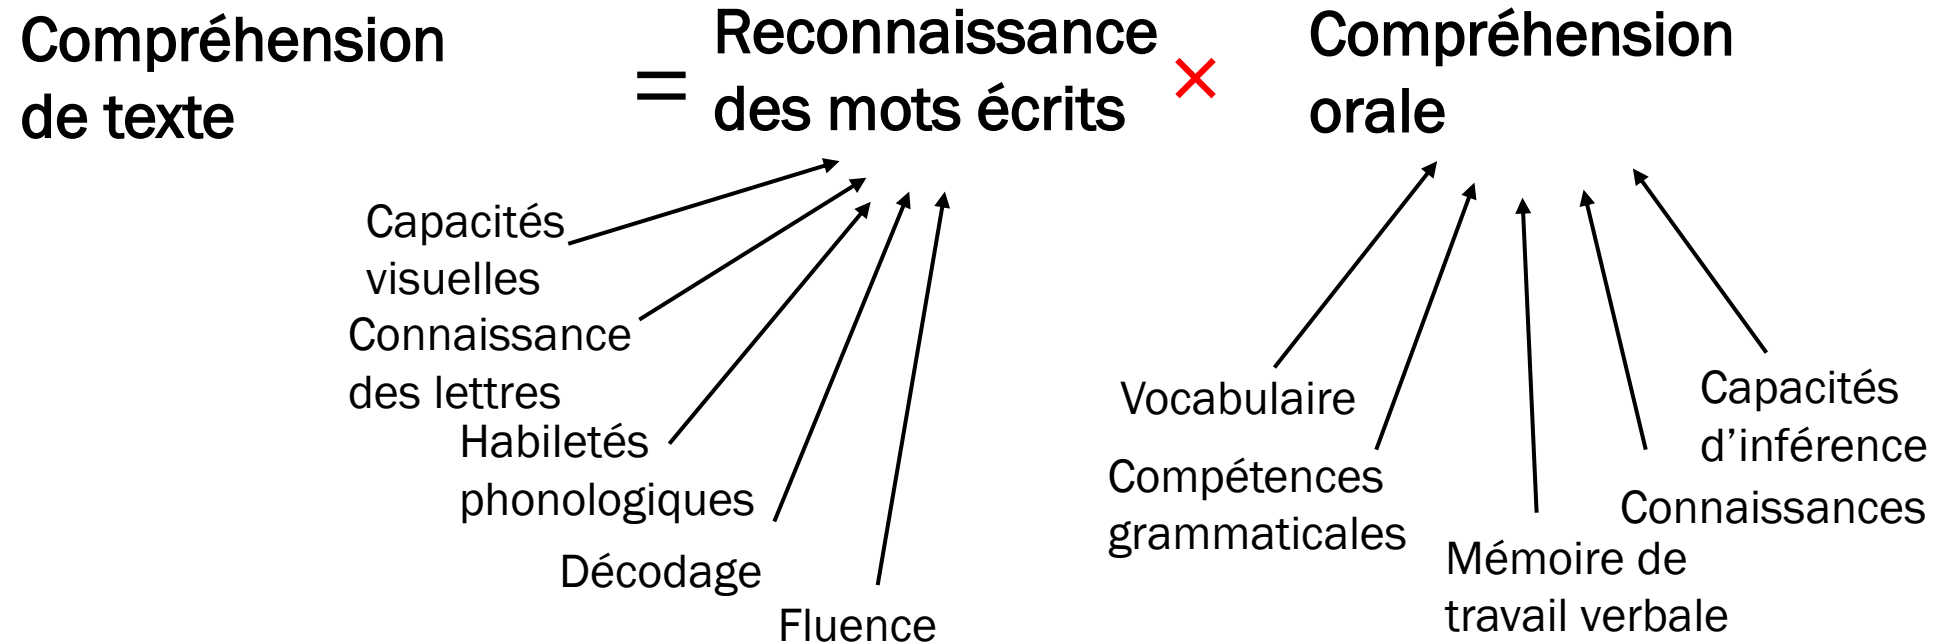 Compréhension
de texte
=
Reconnaissance
des mots écrits
×
Compréhension
orale
Capacités
visuelles
Connaissance
des lettres
Habiletés
phonologiques
Décodage
Fluence
Vocabulaire
Compétences
grammaticales
Mémoire de
travail verbale
Connaissances
Capacités
d’inférence